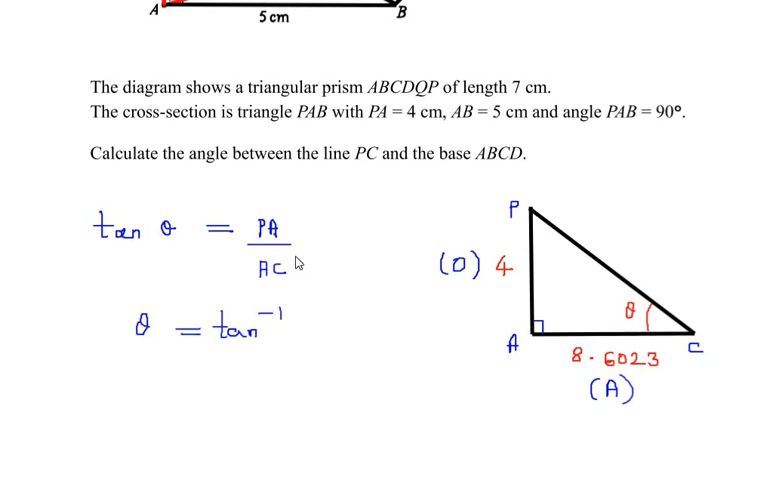 A
5 cm
B
The diagram shows a triangular prism ABCDQP of length 7 cm.
The cross-section is triangle PAB with PA = 4 cm, AB = 5 cm and angle PAB = 90°.
Calculate the angle between the line PC and the base ABCD.
tan θ = PA
AC
θ = tan⁻¹
P
(O) 4
θ
A
C
8.6023
(A)